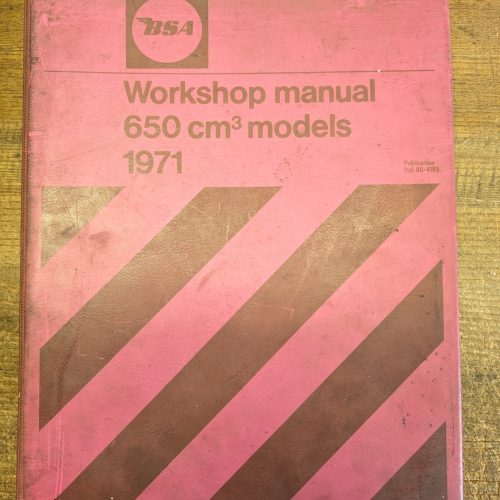 BSA
Workshop manual
650 cm³ models
1971
Publication